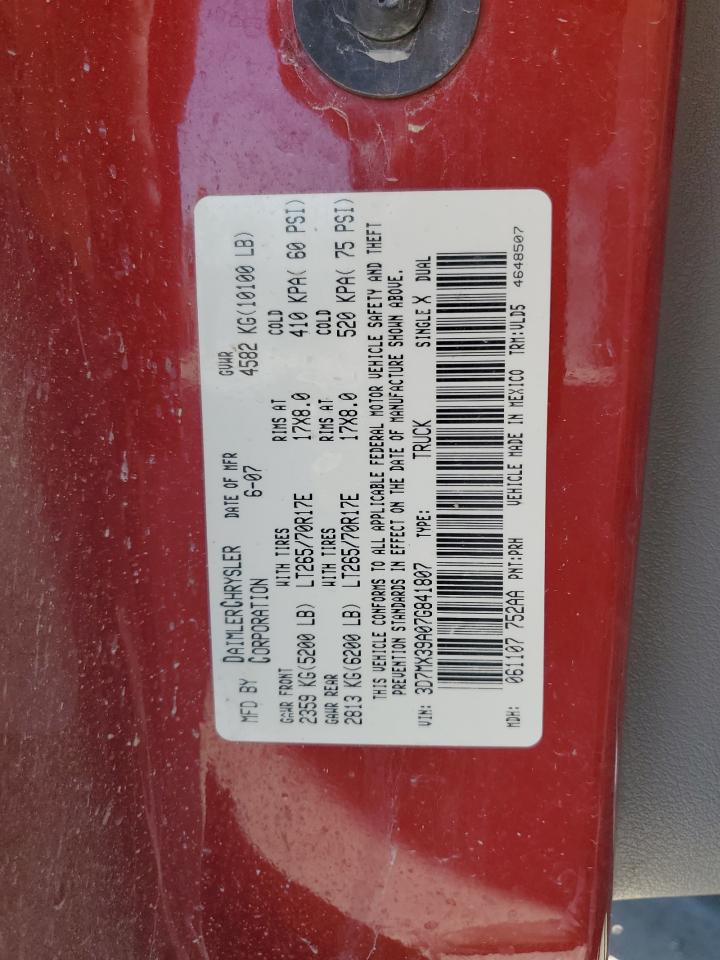 MFD BY DAIMLERCHRYSLER CORPORATION
DATE OF MFR 6-07
GVWR 4582 KG(10100 LB)
GAWR FRONT WITH TIRES RIMS AT COLD
2359 KG(5200 LB) LT265/70R17E 17X8.0 410 KPA( 60 PSI)
GAWR REAR WITH TIRES RIMS AT COLD
2813 KG(6200 LB) LT265/70R17E 17X8.0 520 KPA( 75 PSI)
THIS VEHICLE CONFORMS TO ALL APPLICABLE FEDERAL MOTOR VEHICLE SAFETY AND THEFT
PREVENTION STANDARDS IN EFFECT ON THE DATE OF MANUFACTURE SHOWN ABOVE.
VIN: 3D7MX39A07G841807 TYPE: TRUCK SINGLE X DUAL
MDH: 061107 752AA PNT:PRH VEHICLE MADE IN MEXICO TRM:VLD5 4648507